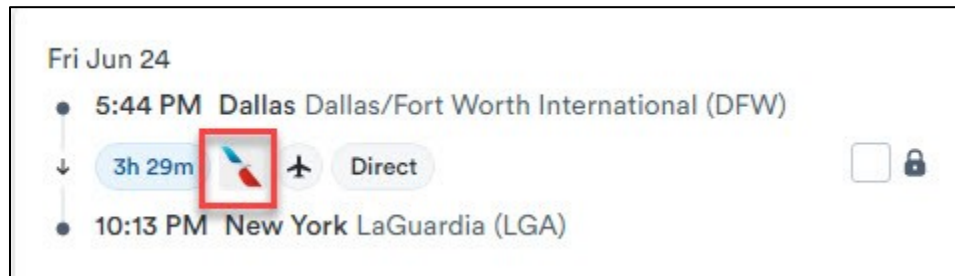 Fri Jun 24
5:44 PM Dallas Dallas/Fort Worth International (DFW)
3h 29m Direct
10:13 PM New York LaGuardia (LGA)